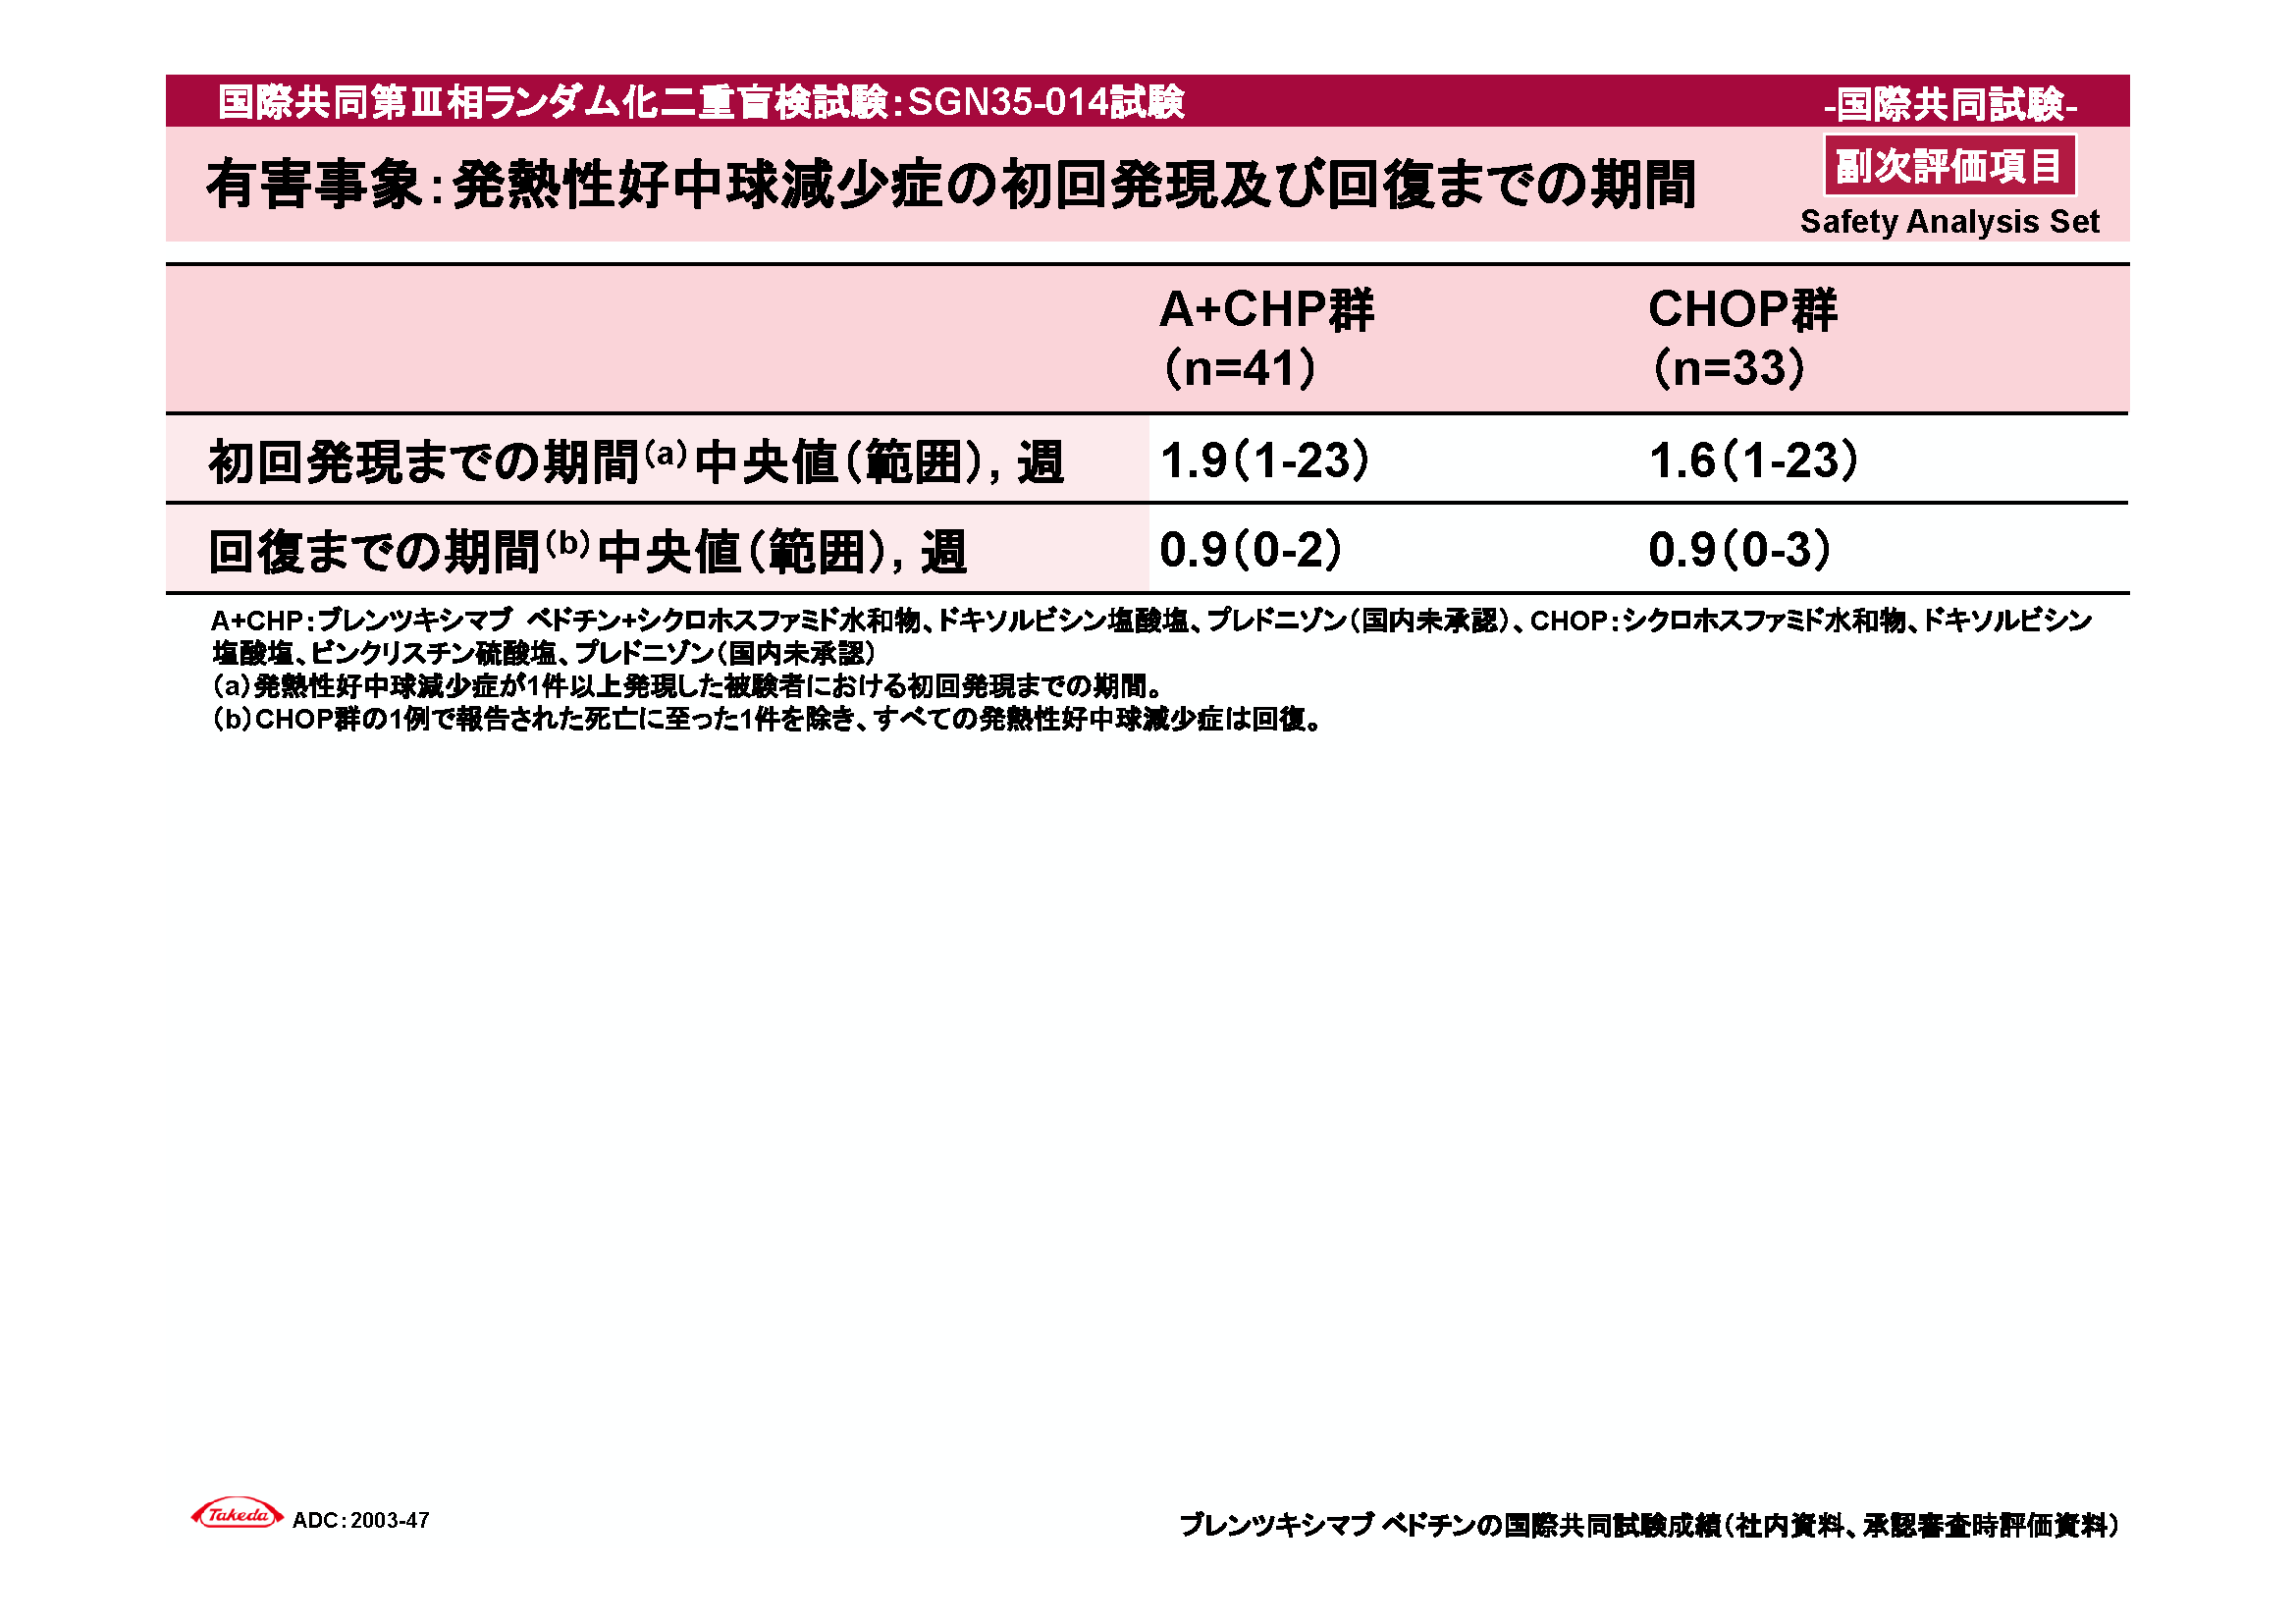 国際共同第Ⅲ相ランダム化二重盲検試験：SGN35-014試験
-国際共同試験-
有害事象：発熱性好中球減少症の初回発現及び回復までの期間
副次評価項目
Safety Analysis Set
A+CHP群 CHOP群
（n=41） （n=33）
初回発現までの期間（a）中央値（範囲）, 週 1.9（1-23） 1.6（1-23）
回復までの期間（b）中央値（範囲）, 週 0.9（0-2） 0.9（0-3）
A+CHP：ブレンツキシマブ ベドチン+シクロホスファミド水和物、ドキソルビシン塩酸塩、プレドニゾン（国内未承認）、CHOP：シクロホスファミド水和物、ドキソルビシン
塩酸塩、ビンクリスチン硫酸塩、プレドニゾン（国内未承認）
（a）発熱性好中球減少症が1件以上発現した被験者における初回発現までの期間。
（b）CHOP群の1例で報告された死亡に至った1件を除き、すべての発熱性好中球減少症は回復。
Takeda ADC：2003-47
ブレンツキシマブ ベドチンの国際共同試験成績（社内資料、承認審査時評価資料）